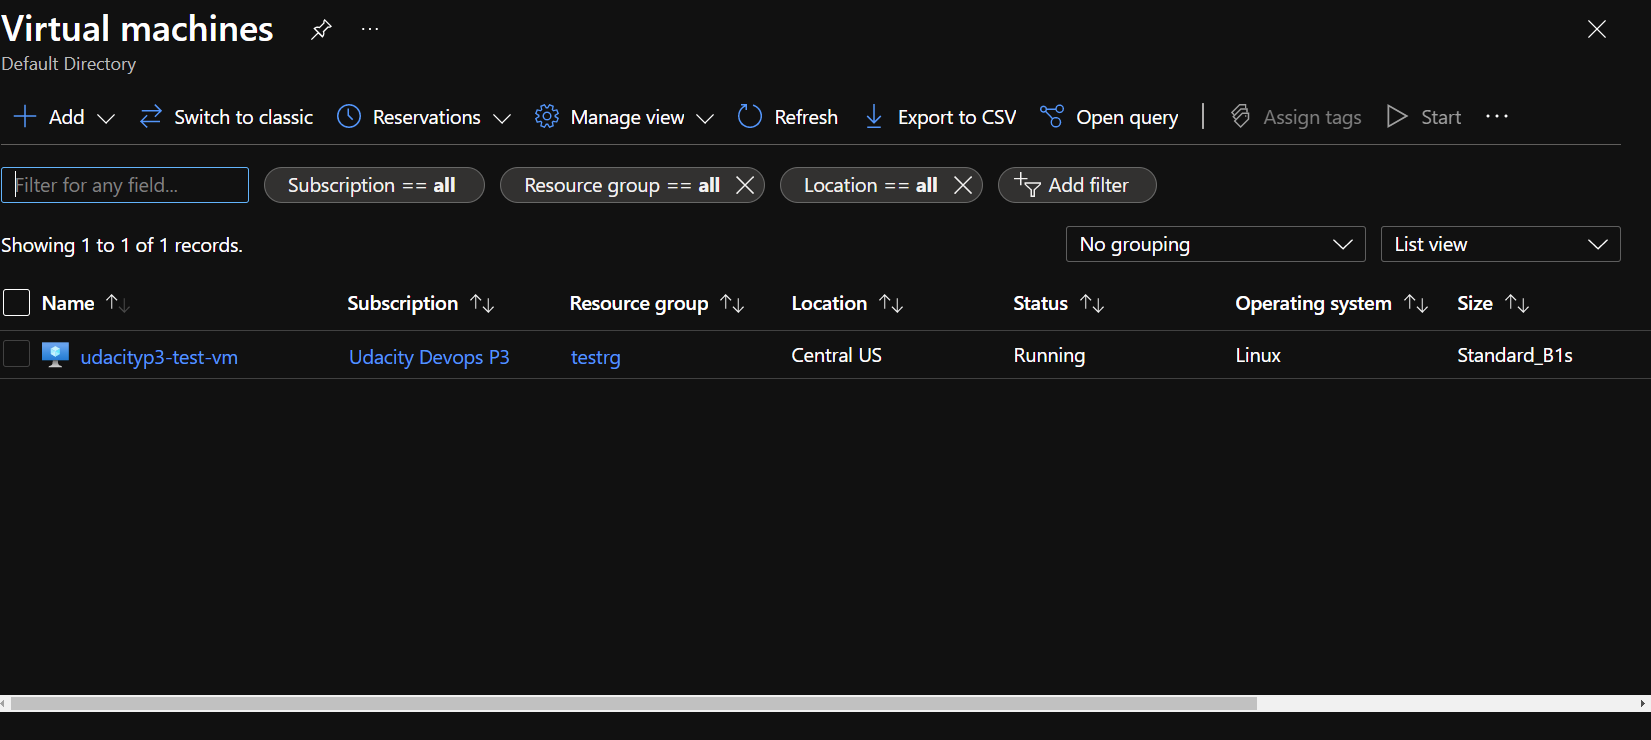 Virtual machines
Default Directory
Add Switch to classic Reservations Manage view Refresh Export to CSV Open query Assign tags Start
Filter for any field... Subscription == all Resource group == all Location == all Add filter
Showing 1 to 1 of 1 records. No grouping List view
Name Subscription Resource group Location Status Operating system Size
udacityp3-test-vm Udacity Devops P3 testrg Central US Running Linux Standard_B1s